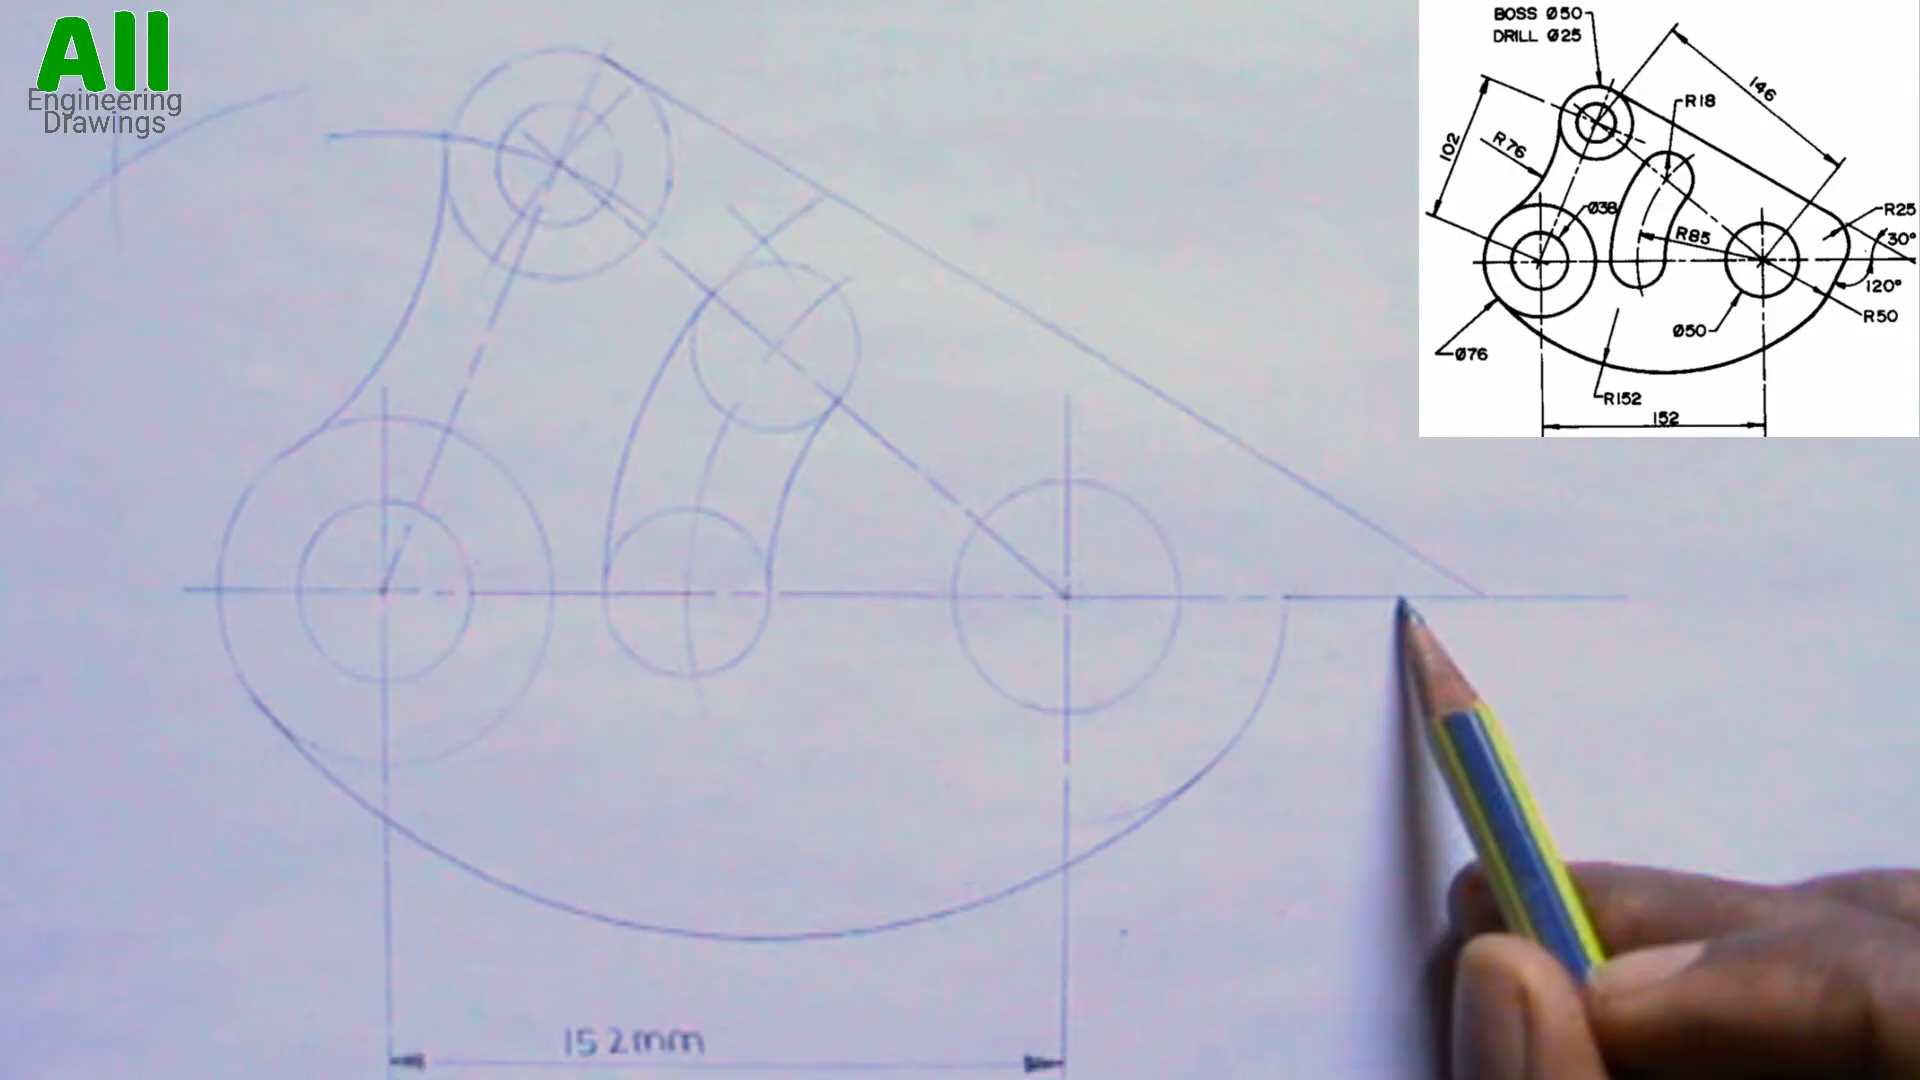 All
Engineering
Drawings
BOSS Ø50
DRILL Ø25
146
R18
102
R76
Ø38
R85
R25
30°
120°
R50
Ø50
Ø76
R152
152
152mm